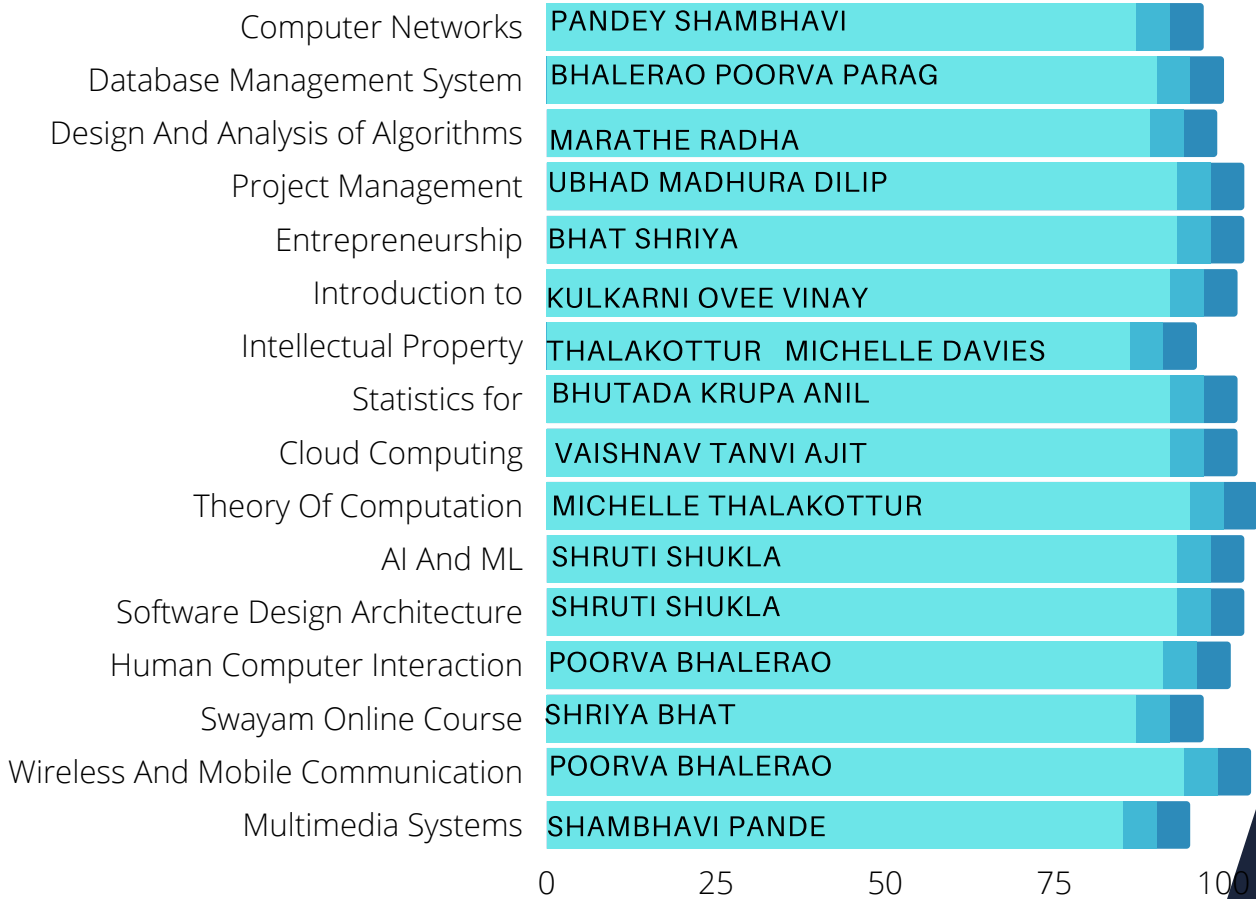 Computer Networks PANDEY SHAMBHAVI
Database Management System BHALERAO POORVA PARAG
Design And Analysis of Algorithms MARATHE RADHA
Project Management UBHAD MADHURA DILIP
Entrepreneurship BHAT SHRIYA
Introduction to KULKARNI OVEE VINAY
Intellectual Property THALAKOTTUR MICHELLE DAVIES
Statistics for BHUTADA KRUPA ANIL
Cloud Computing VAISHNAV TANVI AJIT
Theory Of Computation MICHELLE THALAKOTTUR
AI And ML SHRUTI SHUKLA
Software Design Architecture SHRUTI SHUKLA
Human Computer Interaction POORVA BHALERAO
Swayam Online Course SHRIYA BHAT
Wireless And Mobile Communication POORVA BHALERAO
Multimedia Systems SHAMBHAVI PANDE
0 25 50 75 100